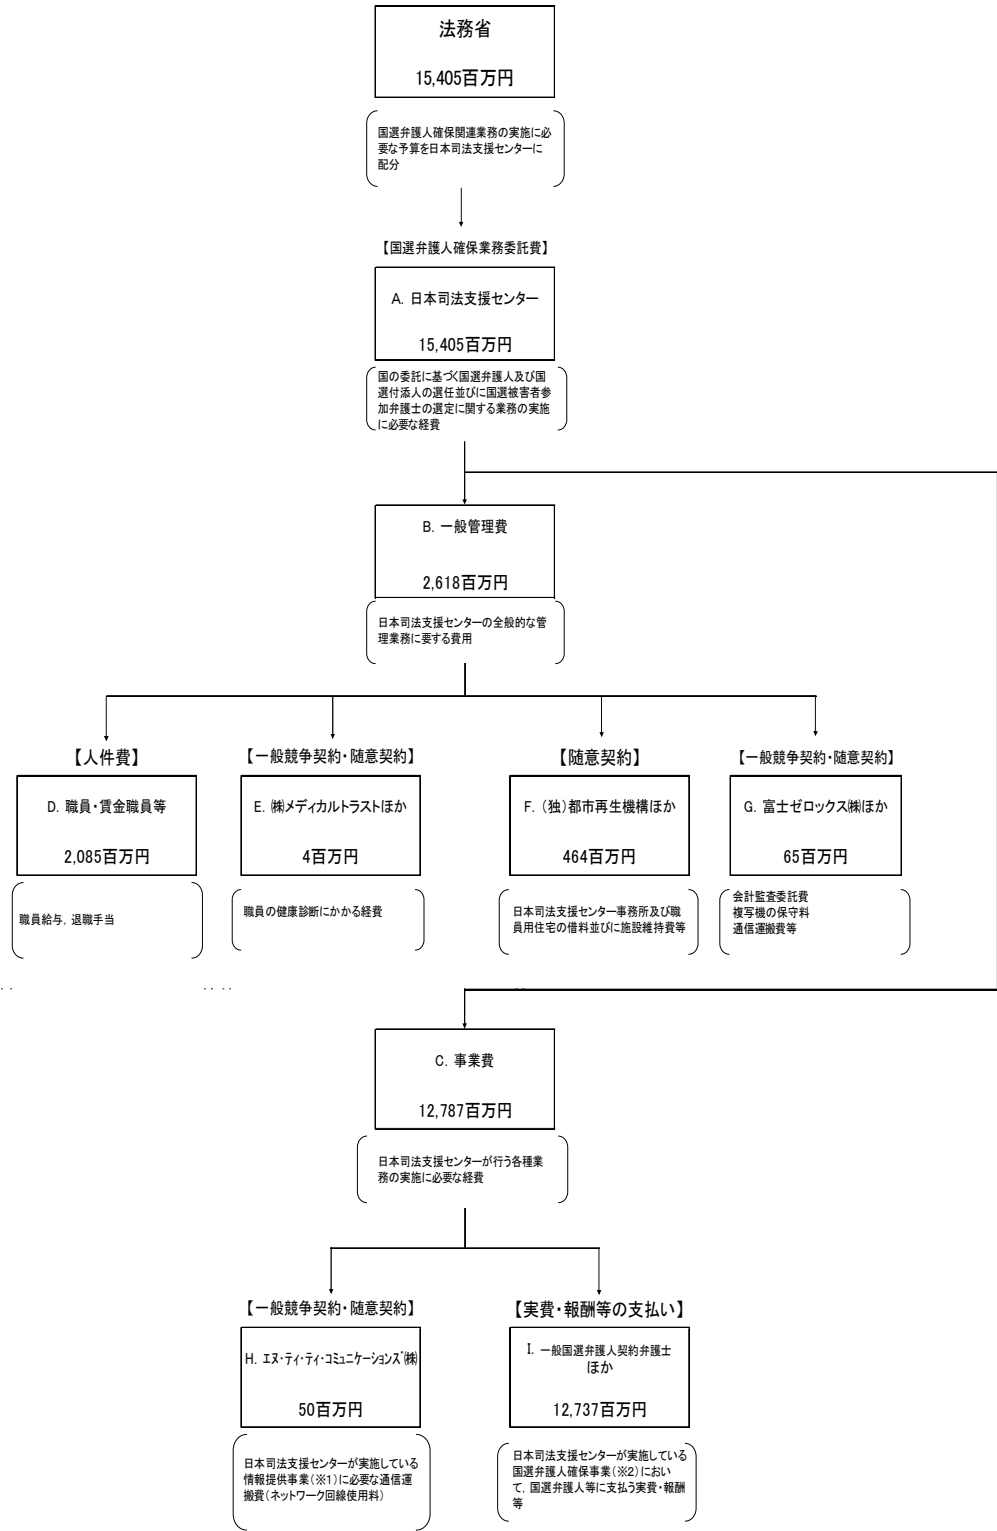 法務省
15,405百万円
国選弁護人確保関連業務の実施に必
要な予算を日本司法支援センターに
配分
【国選弁護人確保業務委託費】
A. 日本司法支援センター
15,405百万円
国の委託に基づく国選弁護人及び国
選付添人の選任並びに国選被害者参
加弁護士の選定に関する業務の実施
に必要な経費
B. 一般管理費
2,618百万円
日本司法支援センターの全般的な管
理業務に要する費用
【人件費】
D. 職員・賃金職員等
2,085百万円
職員給与，退職手当
【一般競争契約・随意契約】
E. ㈱メディカルトラストほか
4百万円
職員の健康診断にかかる経費
【随意契約】
F. （独）都市再生機構ほか
464百万円
日本司法支援センター事務所及び職
員用住宅の借料並びに施設維持費等
【一般競争契約・随意契約】
G. 富士ゼロックス㈱ほか
65百万円
会計監査委託費
複写機の保守料
通信運搬費等
C. 事業費
12,787百万円
日本司法支援センターが行う各種業
務の実施に必要な経費
【一般競争契約・随意契約】
H. エヌ・ティ・ティ・コミュニケーションズ㈱
50百万円
日本司法支援センターが実施している
情報提供事業（※1）に必要な通信運
搬費（ネットワーク回線使用料）
【実費・報酬等の支払い】
I. 一般国選弁護人契約弁護士
ほか
12,737百万円
日本司法支援センターが実施している
国選弁護人確保事業（※2）におい
て，国選弁護人等に支払う実費・報酬
等